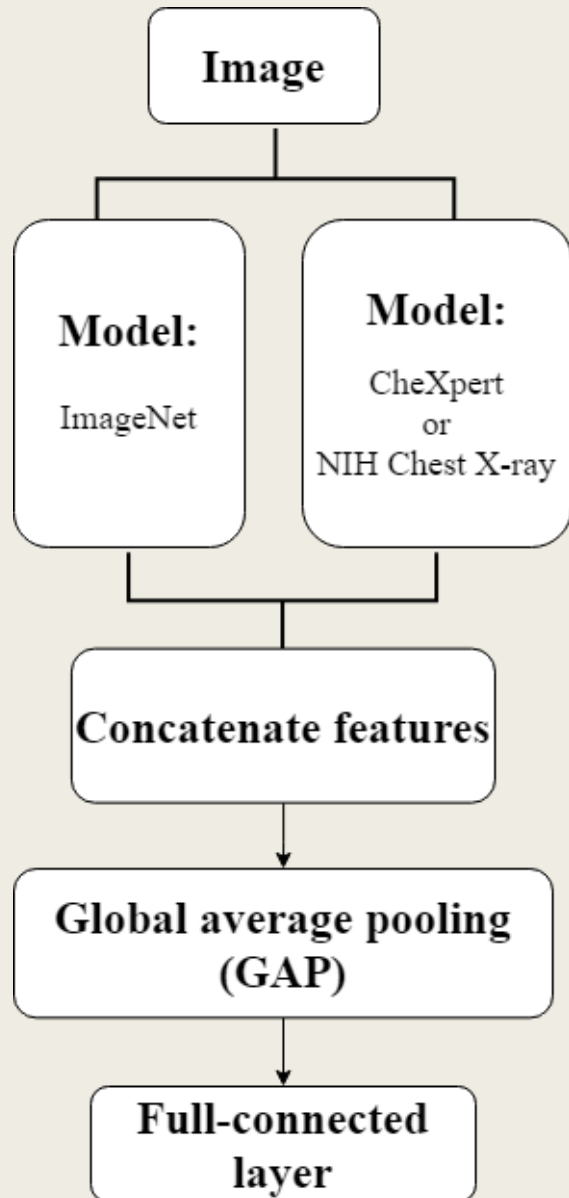 Image
Model:
ImageNet
Model:
CheXpert
or
NIH Chest X-ray
Concatenate features
Global average pooling
(GAP)
Full-connected
layer